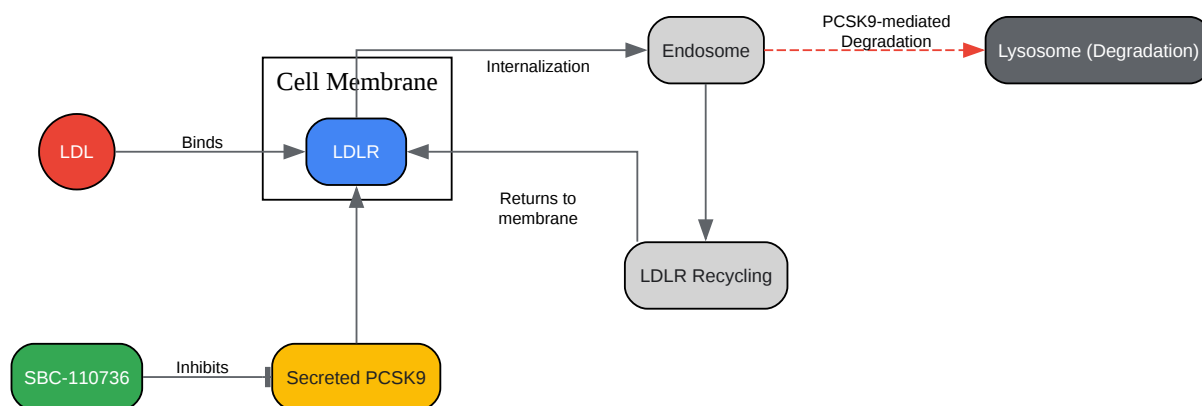 PCSK9-mediated
Degradation
Endosome
Lysosome (Degradation)
Internalization
Cell Membrane
LDL
Binds
LDLR
Returns to
membrane
LDLR Recycling
SBC-110736
Inhibits
Secreted PCSK9